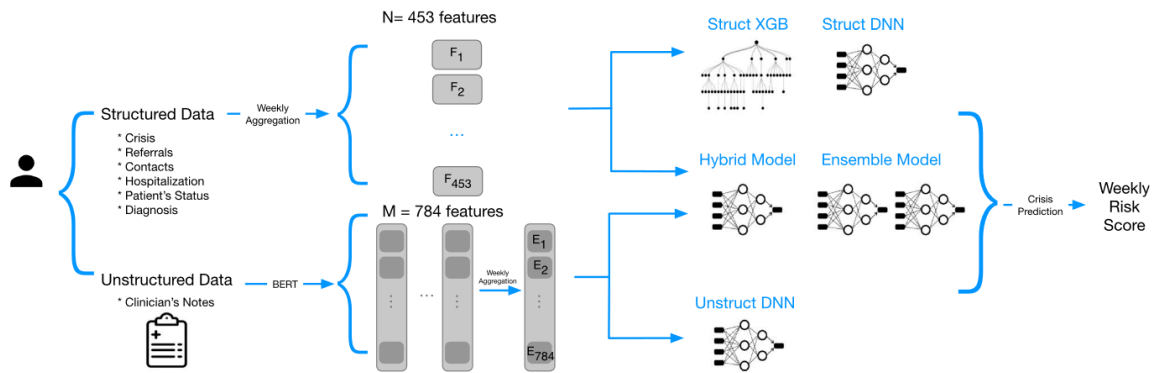 N= 453 features
Struct XGB
Struct DNN
F1
F2
Structured Data
Weekly
Aggregation
* Crisis
* Referrals
* Contacts
* Hospitalization
* Patient's Status
* Diagnosis
...
F453
Hybrid Model
Ensemble Model
Crisis
Prediction
Weekly
Risk
Score
M = 784 features
Unstructured Data
BERT
* Clinician's Notes
...
Weekly
Aggregation
E1
E2
E784
Unstruct DNN